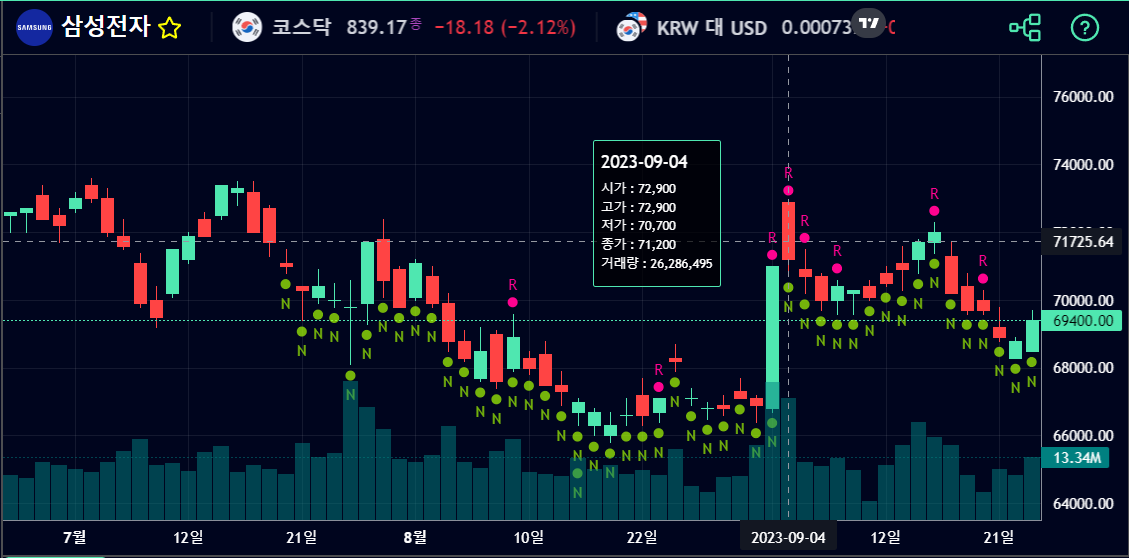 SAMSUNG 삼성전자 코스닥 839.17 종 -18.18 (-2.12%) KRW 대 USD 0.00073
76000.00
R
2023-09-04
시가 : 72,900
고가 : 72,900
저가 : 70,700
종가 : 71,200
거래량 : 26,286,495
74000.00
R
R
R
R
R
71725.64
R
N N N N N N N N N
70000.00
69400.00
N N N N N N N N N N N N N N N N
R
68000.00
N N N N N N N N N N N N N N N N N N N N N
66000.00
13.34M
N
64000.00
7월 12일 21일 8월 10일 22일 2023-09-04 12일 21일